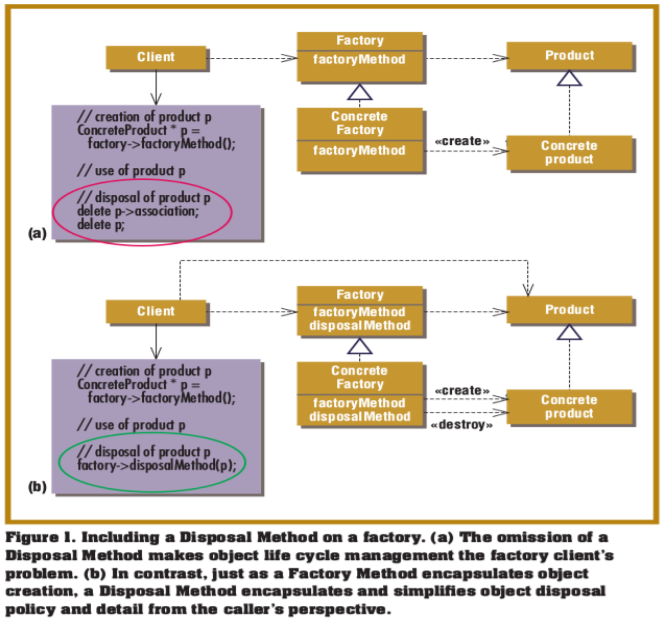 Client
Factory
factoryMethod
Product
// creation of product p
ConcreteProduct * p =
factory->factoryMethod();
// use of product p
// disposal of product p
delete p->association;
delete p;
Concrete
Factory
factoryMethod
«create»
Concrete
product
(a)
Client
Factory
factoryMethod
disposalMethod
Product
// creation of product p
ConcreteProduct * p =
factory->factoryMethod();
// use of product p
// disposal of product p
factory->disposalMethod(p);
Concrete
Factory
factoryMethod
disposalMethod
«create»
«destroy»
Concrete
product
(b)
Figure 1. Including a Disposal Method on a factory. (a) The omission of a
Disposal Method makes object life cycle management the factory client's
problem. (b) In contrast, just as a Factory Method encapsulates object
creation, a Disposal Method encapsulates and simplifies object disposal
policy and detail from the caller's perspective.